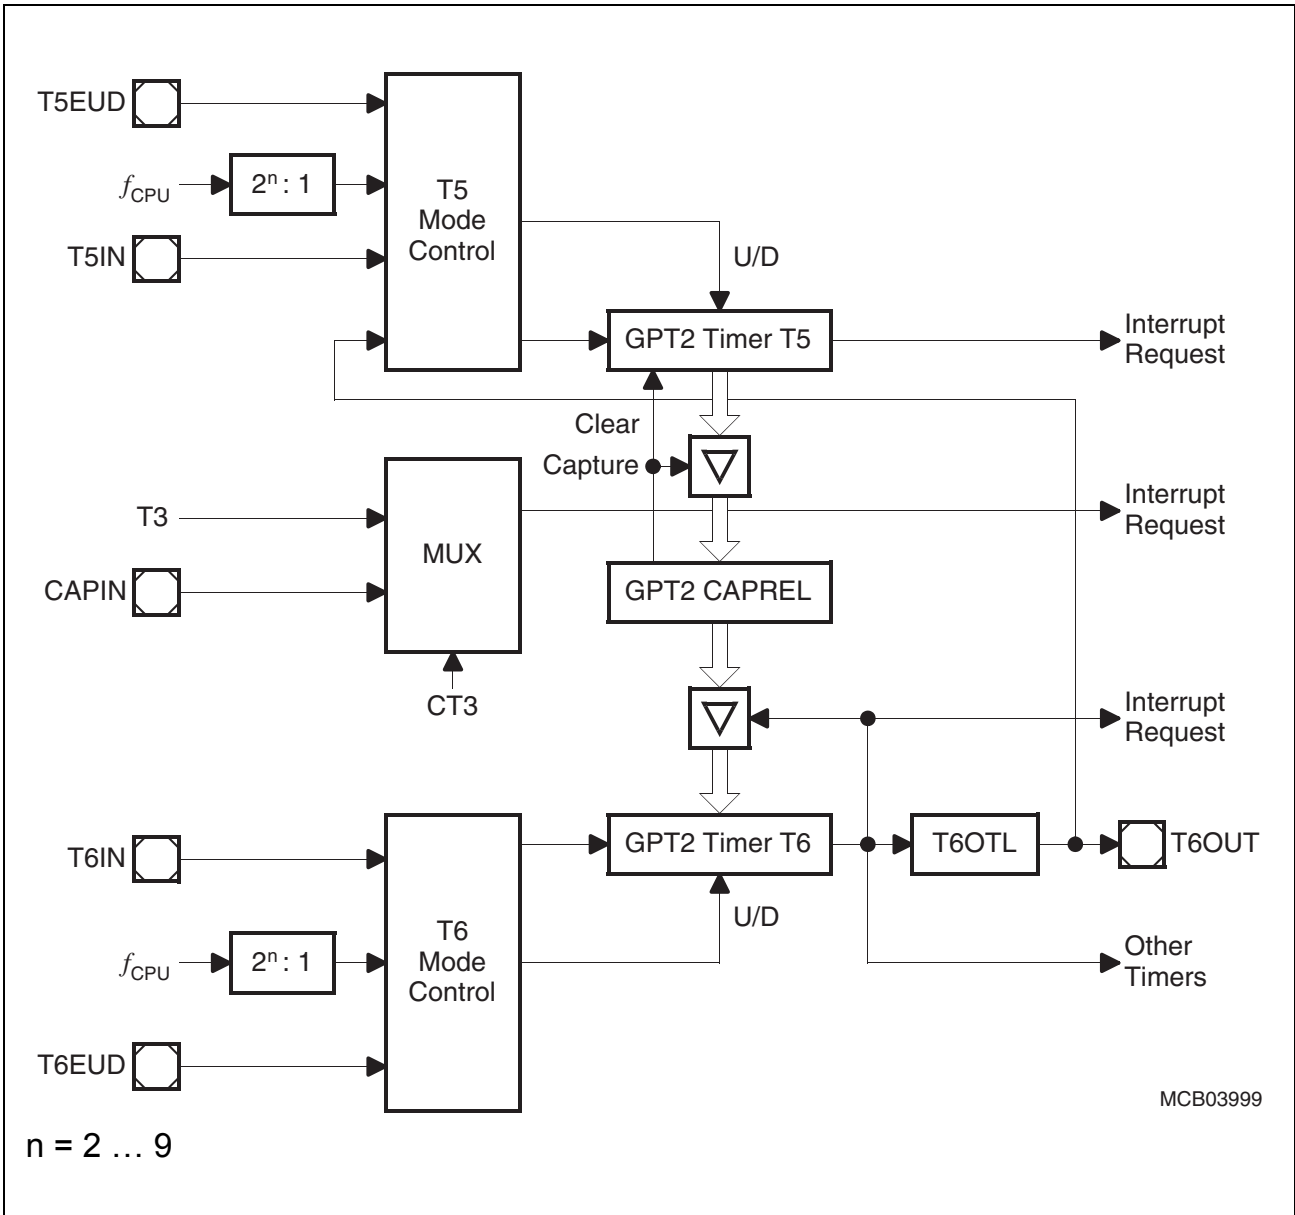 T5EUD
fCPU
2ⁿ : 1
T5IN
T5
Mode
Control
U/D
GPT2 Timer T5
Interrupt
Request
Clear
Capture
T3
CAPIN
MUX
CT3
Interrupt
Request
GPT2 CAPREL
Interrupt
Request
T6IN
fCPU
2ⁿ : 1
T6EUD
T6
Mode
Control
GPT2 Timer T6
U/D
T6OTL
T6OUT
Other
Timers
MCB03999
n = 2 … 9